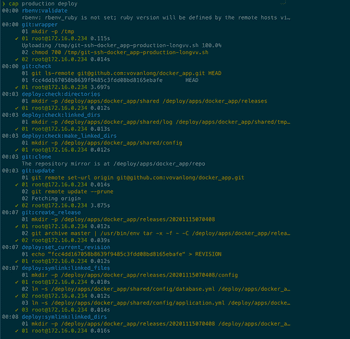 > cap production deploy
00:00 rbenv:validate
rbenv: rbenv_ruby is not set; ruby version will be defined by the remote hosts vi…
00:00 git:wrapper
01 mkdir -p /tmp
✔ 01 root@172.16.0.234 0.115s
Uploading /tmp/git-ssh-docker_app-production-longvu.sh 100.0%
02 chmod 700 /tmp/git-ssh-docker_app-production-longvu.sh
✔ 02 root@172.16.0.234 0.014s
00:00 git:check
01 git ls-remote git@github.com:vovanlong/docker_app.git HEAD
01 HEAD
✔ 01 root@172.16.0.234 3.697s
00:03 deploy:check:directories
01 mkdir -p /deploy/apps/docker_app/shared /deploy/apps/docker_app/releases
✔ 01 root@172.16.0.234 0.012s
00:03 deploy:check:linked_dirs
01 mkdir -p /deploy/apps/docker_app/shared/log /deploy/apps/docker_app/shared/tmp…
✔ 01 root@172.16.0.234 0.013s
00:03 deploy:check:make_linked_dirs
01 mkdir -p /deploy/apps/docker_app/shared/config
✔ 01 root@172.16.0.234 0.012s
00:03 git:clone
The repository mirror is at /deploy/apps/docker_app/repo
00:03 git:update
01 git remote set-url origin git@github.com:vovanlong/docker_app.git
✔ 01 root@172.16.0.234 0.014s
02 git remote update --prune
02 Fetching origin
✔ 02 root@172.16.0.234 3.875s
00:07 git:create_release
01 mkdir -p /deploy/apps/docker_app/releases/20201115070408
✔ 01 root@172.16.0.234 0.012s
02 git archive master | /usr/bin/env tar -x -f - -C /deploy/apps/docker_app/relea…
✔ 02 root@172.16.0.234 0.035s
00:07 deploy:set_current_revision
01 echo > REVISION
✔ 01 root@172.16.0.234 0.012s
00:07 deploy:symlink:linked_files
01 mkdir -p /deploy/apps/docker_app/releases/20201115070408/config
✔ 01 root@172.16.0.234 0.020s
02 ln -s /deploy/apps/docker_app/shared/config/database.yml /deploy/apps/docker_a…
✔ 02 root@172.16.0.234 0.012s
03 ln -s /deploy/apps/docker_app/shared/config/application.yml /deploy/apps/docke…
✔ 03 root@172.16.0.234 0.014s
00:08 deploy:symlink:linked_dirs
01 mkdir -p /deploy/apps/docker_app/releases/20201115070408 /deploy/apps/docker_a…
✔ 01 root@172.16.0.234 0.016s